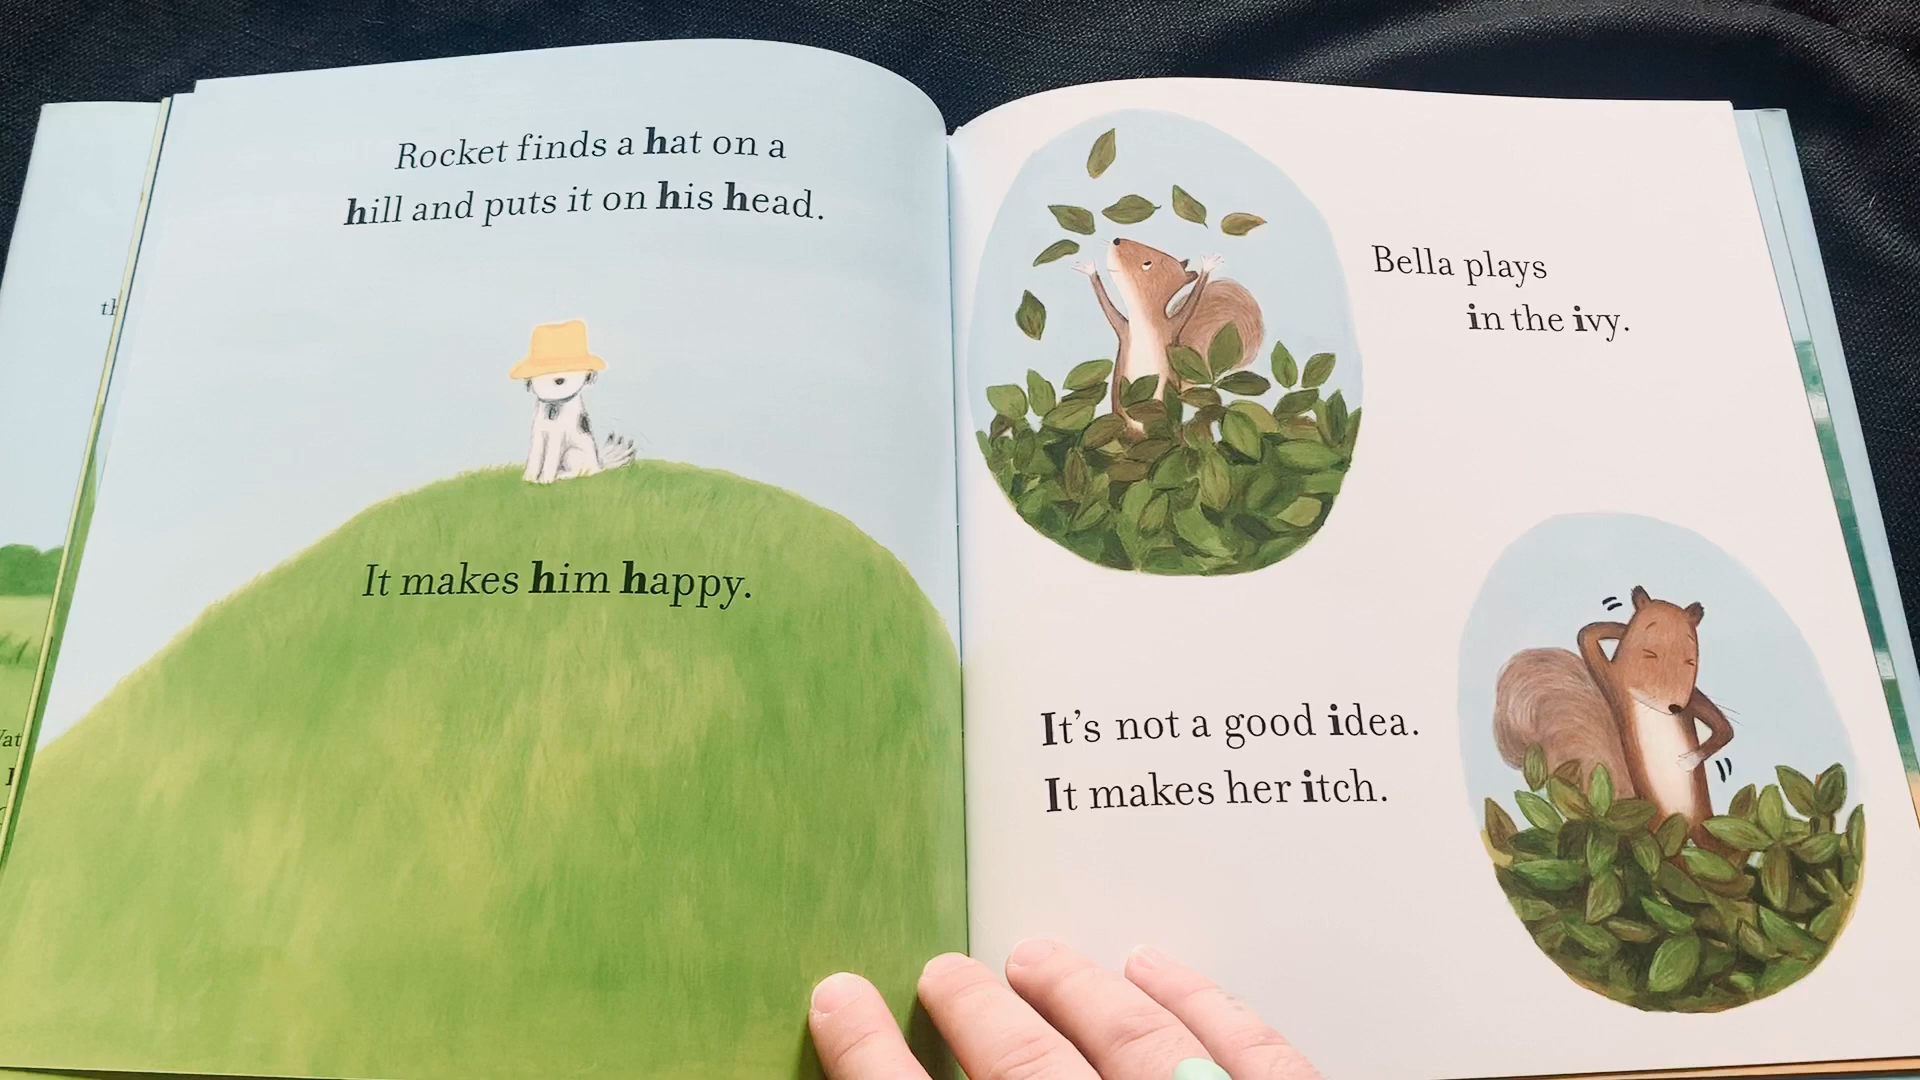 Rocket finds a hat on a
hill and puts it on his head.
It makes him happy.
Bella plays
in the ivy.
It's not a good idea.
It makes her itch.